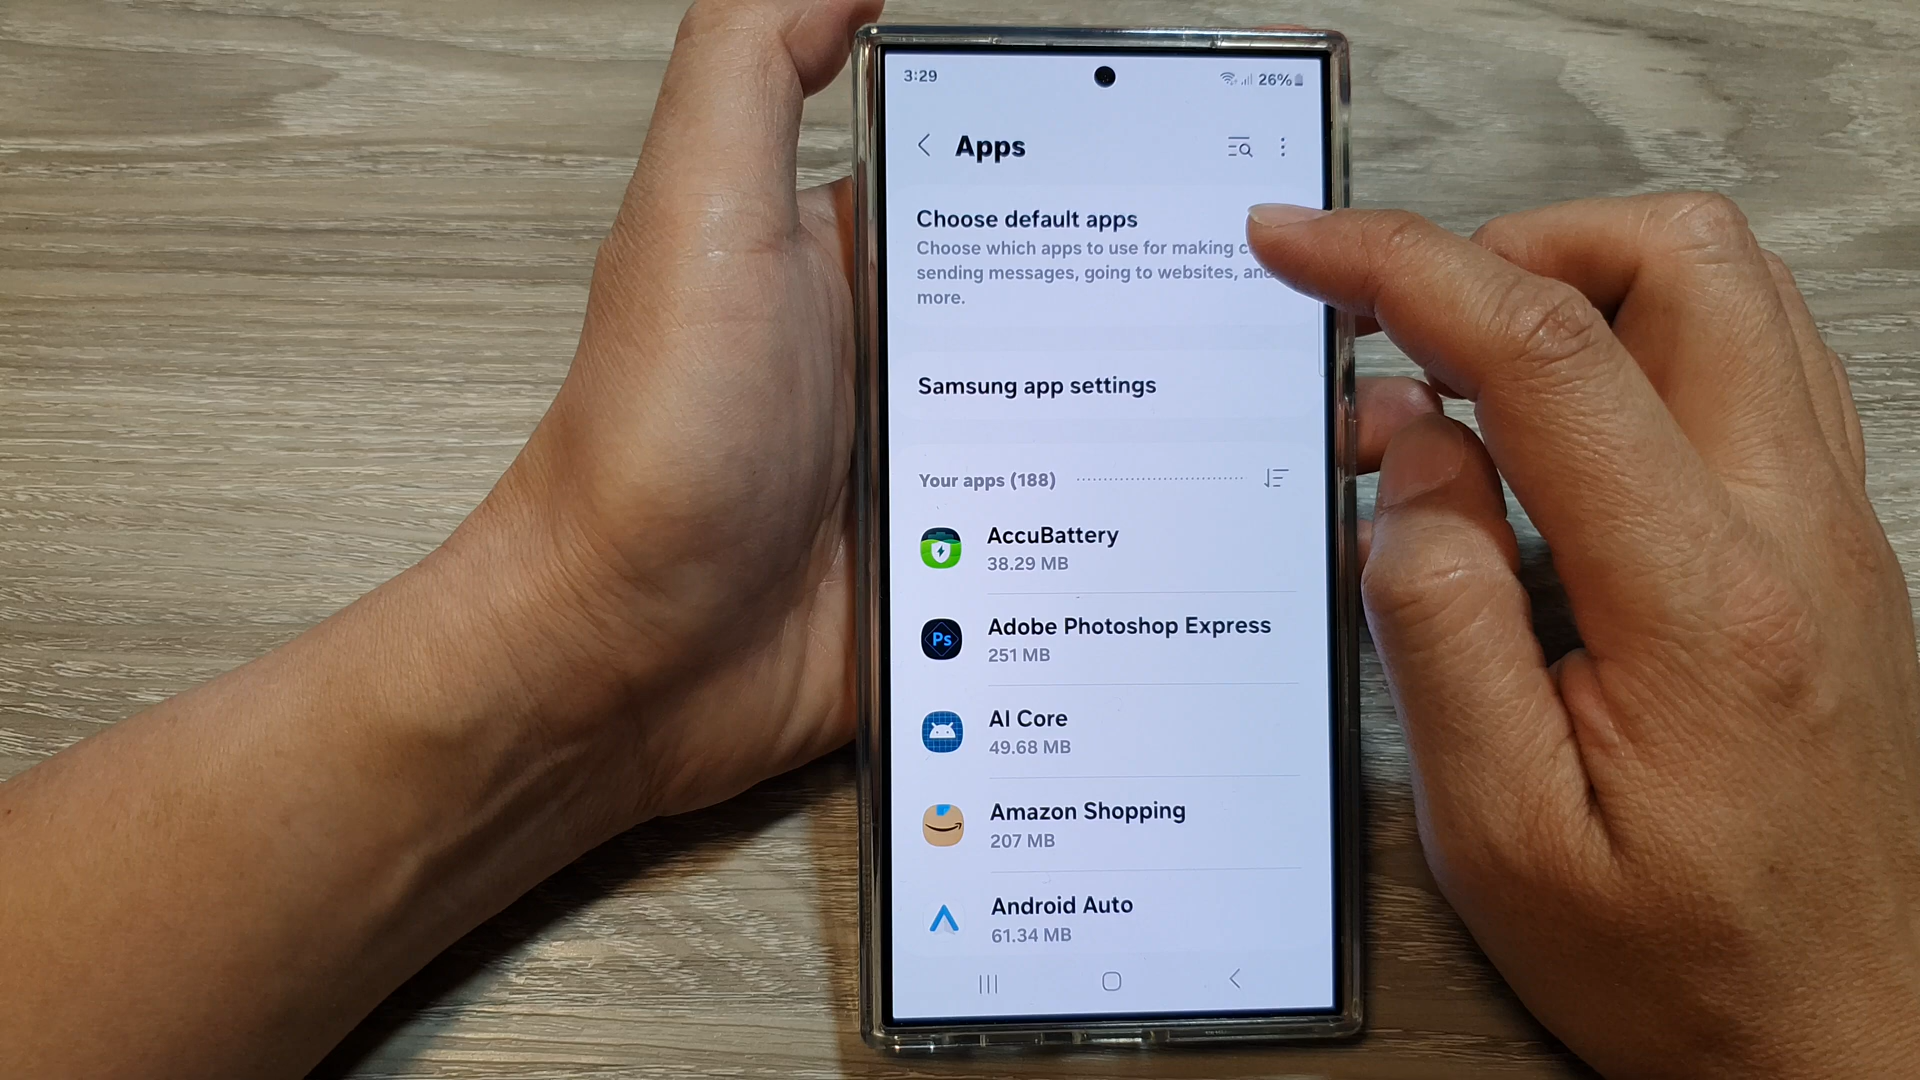 3:29
26%
Apps
Choose default apps
Choose which apps to use for making
sending messages, going to websites, and
more.
Samsung app settings
Your apps (188)
AccuBattery
38.29 MB
Ps
Adobe Photoshop Express
251 MB
AI Core
49.68 MB
Amazon Shopping
207 MB
Android Auto
61.34 MB